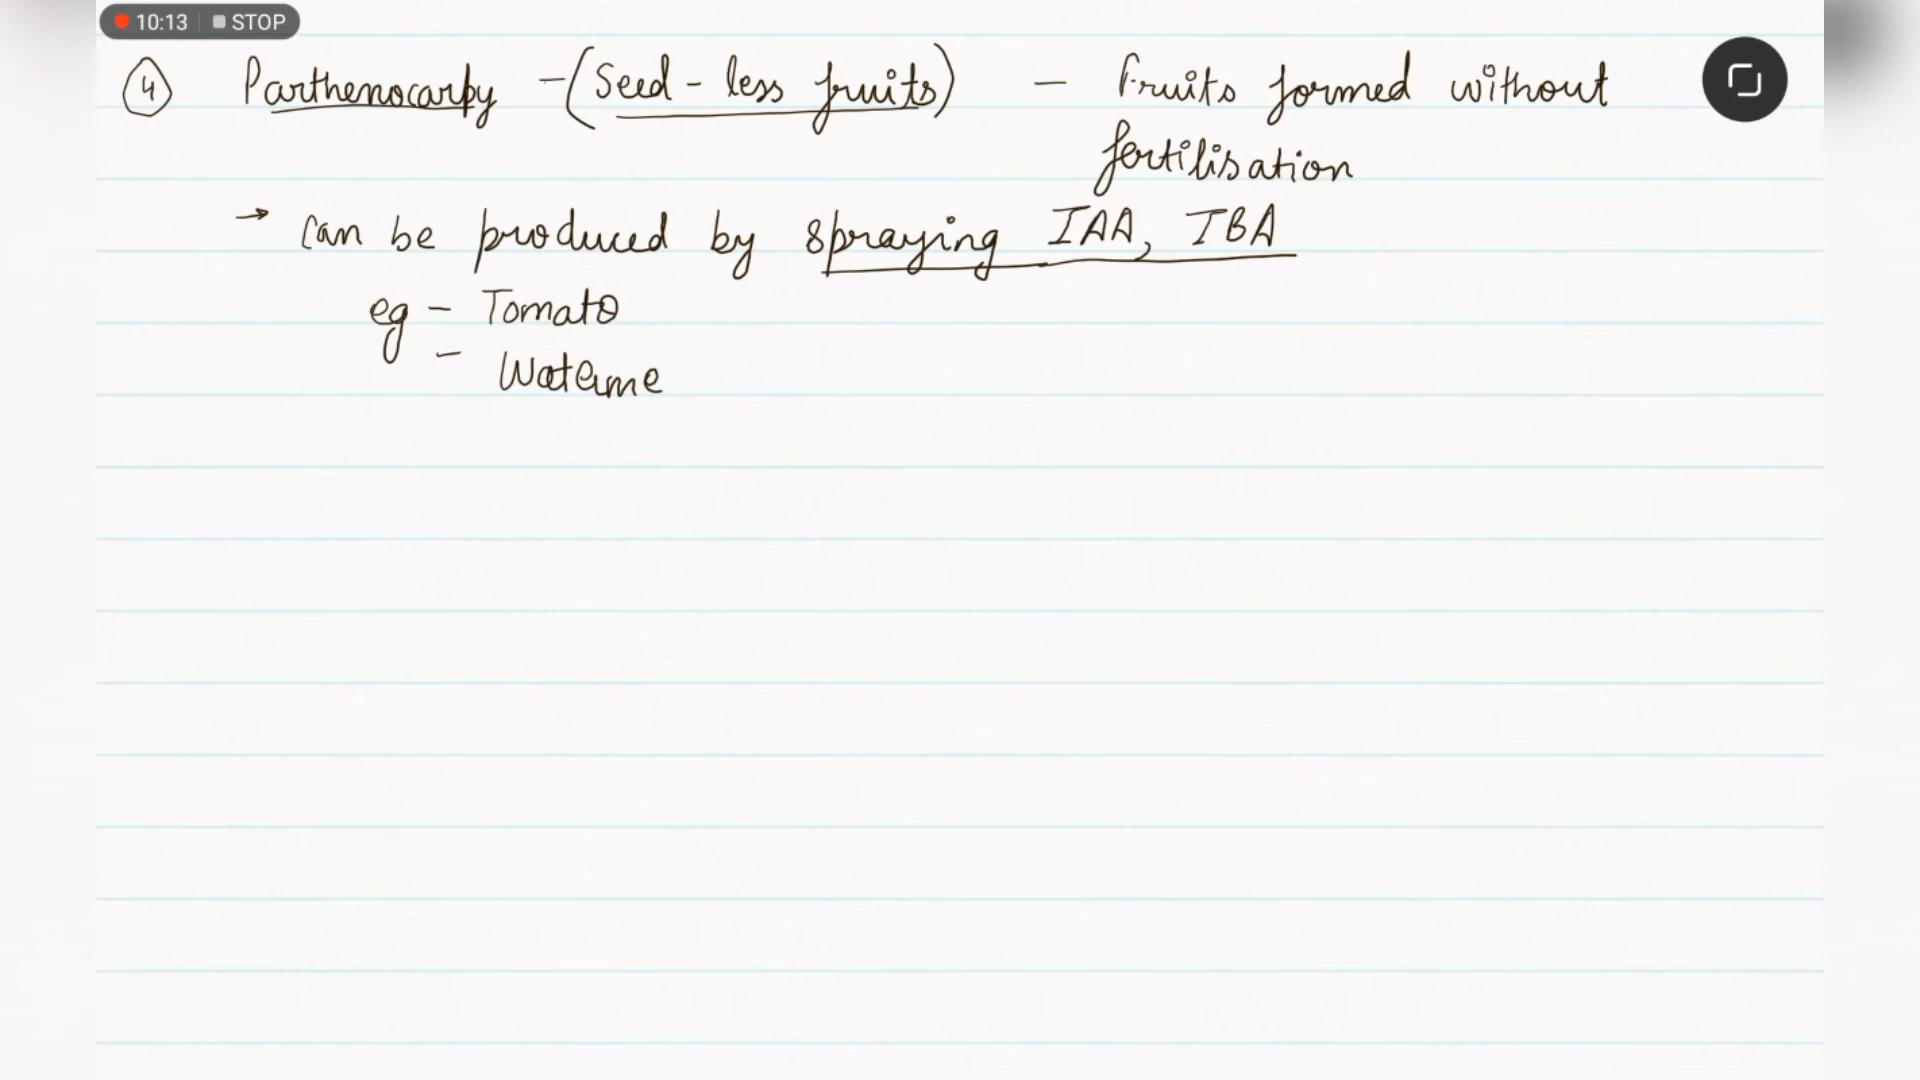 10:13 STOP
④ Parthenocarpy - (Seed - less fruits) - Fruits formed without
fertilisation
→ can be produced by spraying IAA, IBA
eg - Tomato
- Waterme